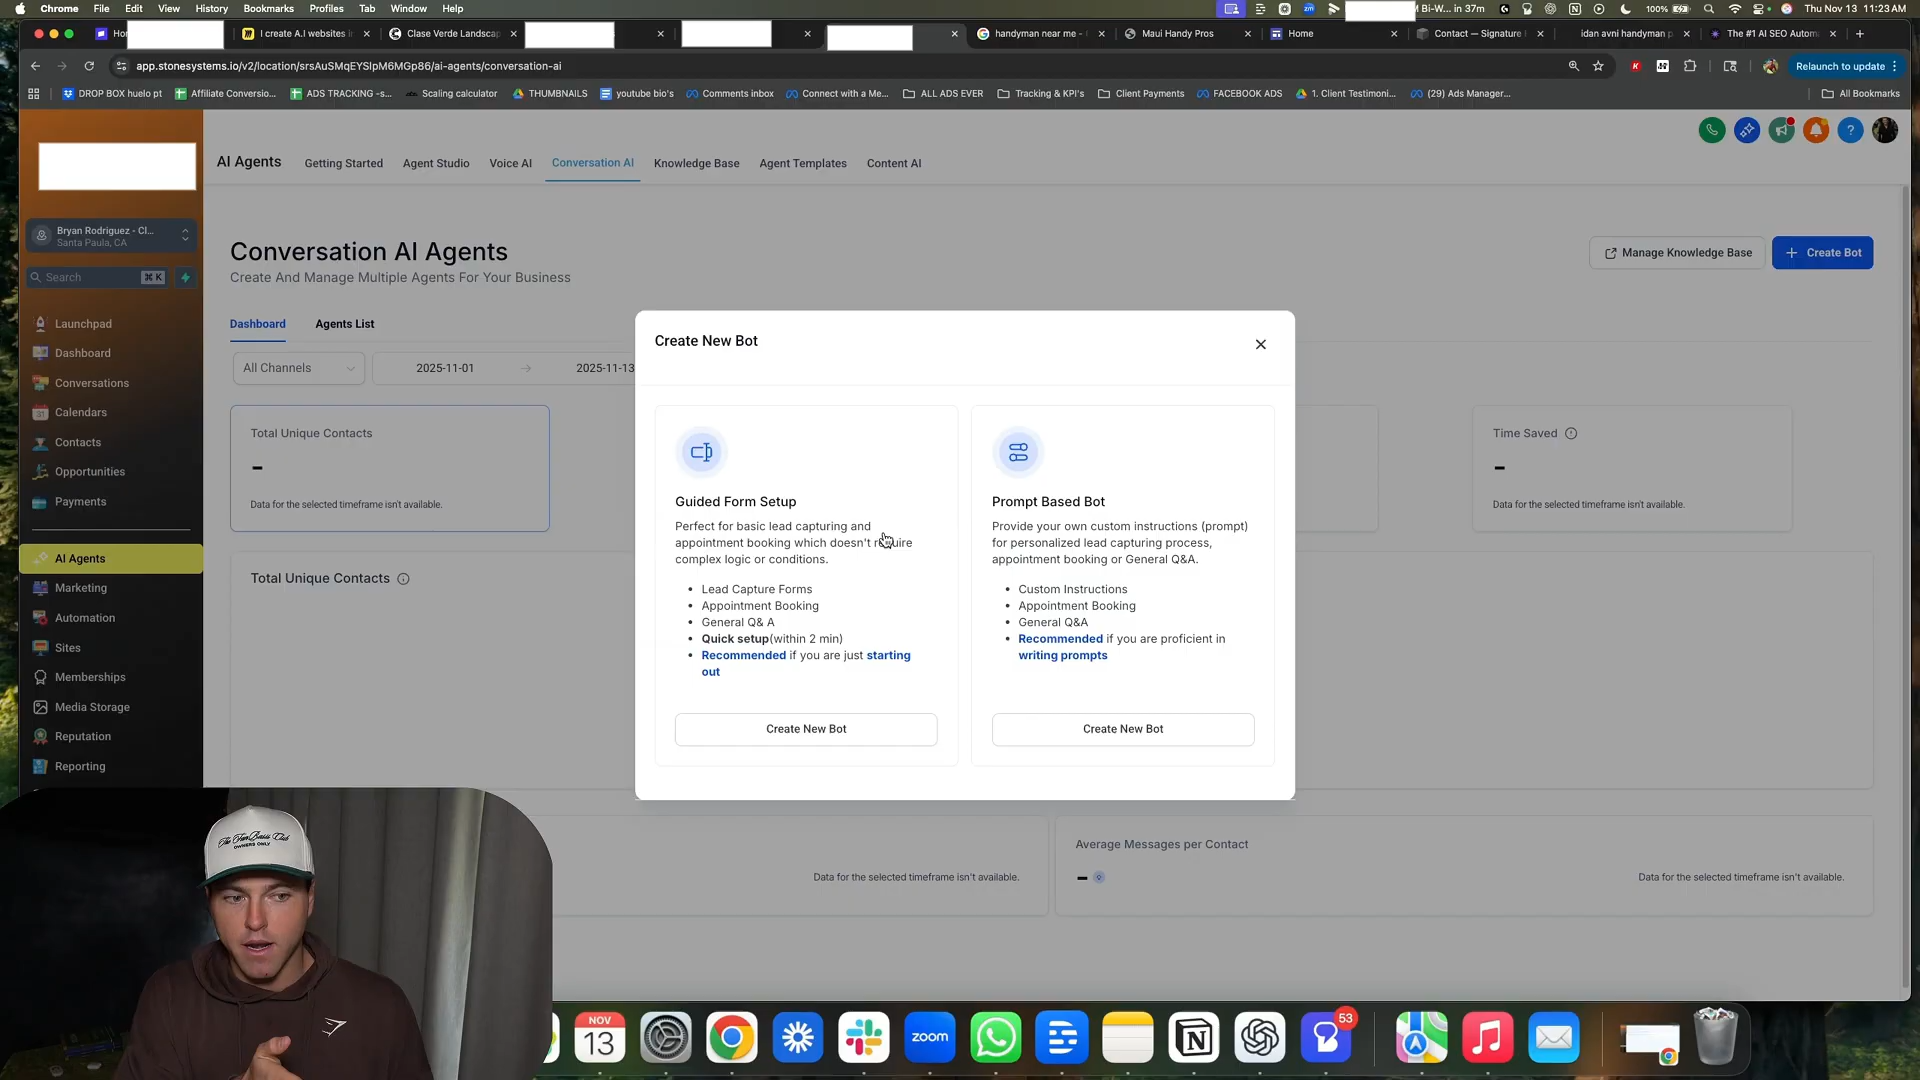 Chrome File Edit View History Bookmarks Profiles Tab Window Help
Bi-W... in 37m 100% Thu Nov 13 11:23 AM
Ho
I create A.I websites i
Clase Verde Landscap
handyman near me -
Maui Handy Pros
Home
Contact — Signature
idan avni handyman p
The #1 AI SEO Autom
app.stonesystems.io/v2/location/srsAuSMqEYSlpM6MGp86/ai-agents/conversation-ai
Relaunch to update
DROP BOX huelo pt
Affiliate Conversio...
ADS TRACKING -s...
Scaling calculator
THUMBNAILS
youtube bio's
Comments inbox
Connect with a Me...
ALL ADS EVER
Tracking & KPI's
Client Payments
FACEBOOK ADS
1. Client Testimoni...
(29) Ads Manager...
All Bookmarks
AI Agents
Getting Started
Agent Studio
Voice AI
Conversation AI
Knowledge Base
Agent Templates
Content AI
Bryan Rodriguez - Cl...
Santa Paula, CA
Search ⌘ K
Launchpad
Dashboard
Conversations
Calendars
Contacts
Opportunities
Payments
AI Agents
Marketing
Automation
Sites
Memberships
Media Storage
Reputation
Reporting
Conversation AI Agents
Create And Manage Multiple Agents For Your Business
Manage Knowledge Base
+ Create Bot
Dashboard
Agents List
All Channels
2025-11-01 → 2025-11-13
Total Unique Contacts
–
Data for the selected timeframe isn't available.
Time Saved
–
Data for the selected timeframe isn't available.
Total Unique Contacts
Create New Bot
Guided Form Setup
Perfect for basic lead capturing and
appointment booking which doesn't require
complex logic or conditions.
• Lead Capture Forms
• Appointment Booking
• General Q& A
• Quick setup(within 2 min)
• Recommended if you are just starting
out
Create New Bot
Prompt Based Bot
Provide your own custom instructions (prompt)
for personalized lead capturing process,
appointment booking or General Q&A.
• Custom Instructions
• Appointment Booking
• General Q&A
• Recommended if you are proficient in
writing prompts
Create New Bot
Data for the selected timeframe isn't available.
Average Messages per Contact
–
Data for the selected timeframe isn't available.
OWNERS ONLY
NOV
13
zoom
53